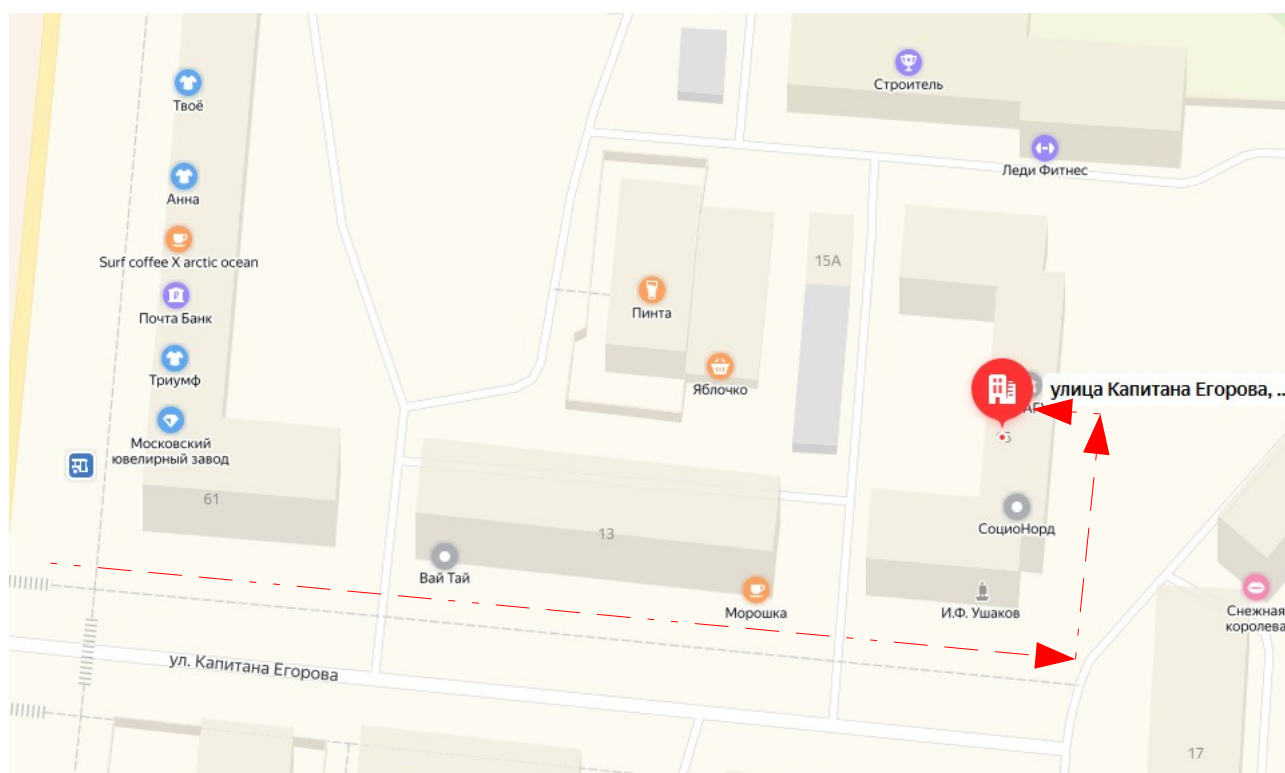 Строитель
Твоё
Леди Фитнес
Анна
Surf coffee X arctic ocean
15А
Почта Банк
Пинта
Триумф
Яблочко
улица Капитана Егорова, ..
Московский
ювелирный завод
61
13
СоциоНорд
Вай Тай
Морошка
И.Ф. Ушаков
Снежная
королева
ул. Капитана Егорова
17